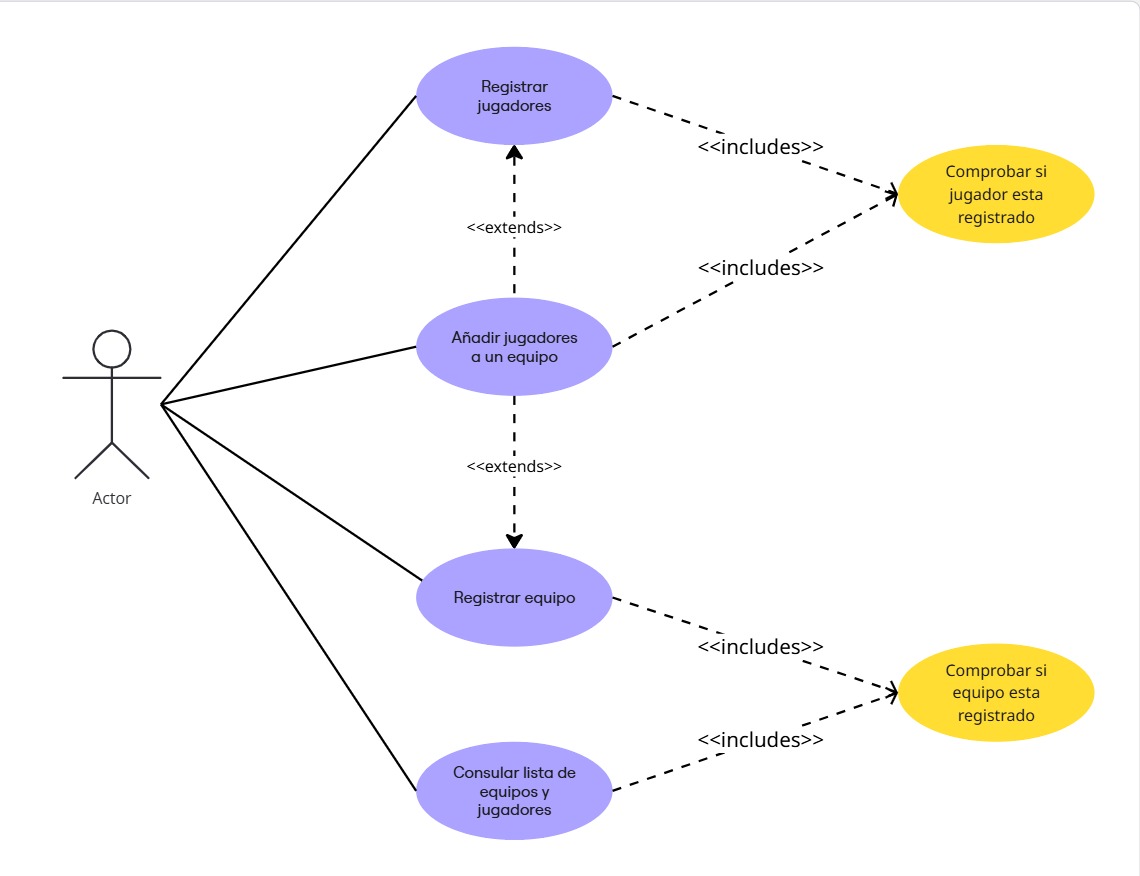 Registrar
jugadores
<<includes>>
Comprobar si
jugador esta
registrado
<<extends>>
<<includes>>
Añadir jugadores
a un equipo
Actor
<<extends>>
Registrar equipo
<<includes>>
Comprobar si
equipo esta
registrado
<<includes>>
Consular lista de
equipos y
jugadores